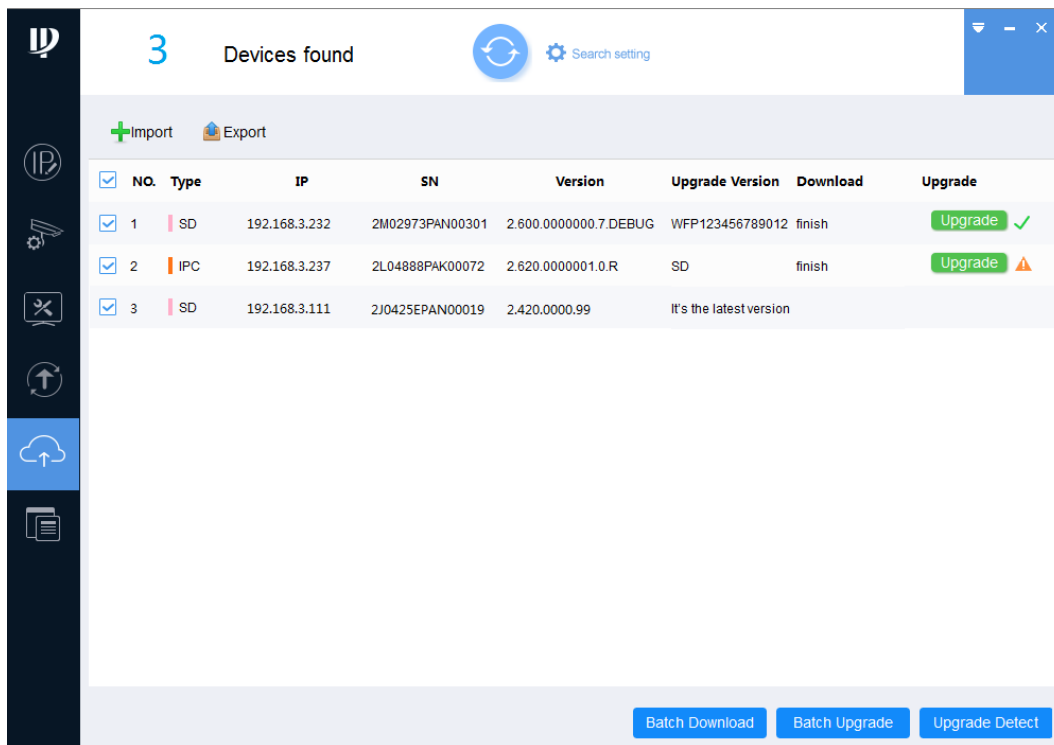 3 Devices found Search setting
Import Export
NO. Type IP SN Version Upgrade Version Download Upgrade
1 SD 192.168.3.232 2M02973PAN00301 2.600.0000000.7.DEBUG WFP123456789012 finish Upgrade
2 IPC 192.168.3.237 2L04888PAK00072 2.620.0000001.0.R SD finish Upgrade
3 SD 192.168.3.111 2J0425EPAN00019 2.420.0000.99 It's the latest version
Batch Download Batch Upgrade Upgrade Detect